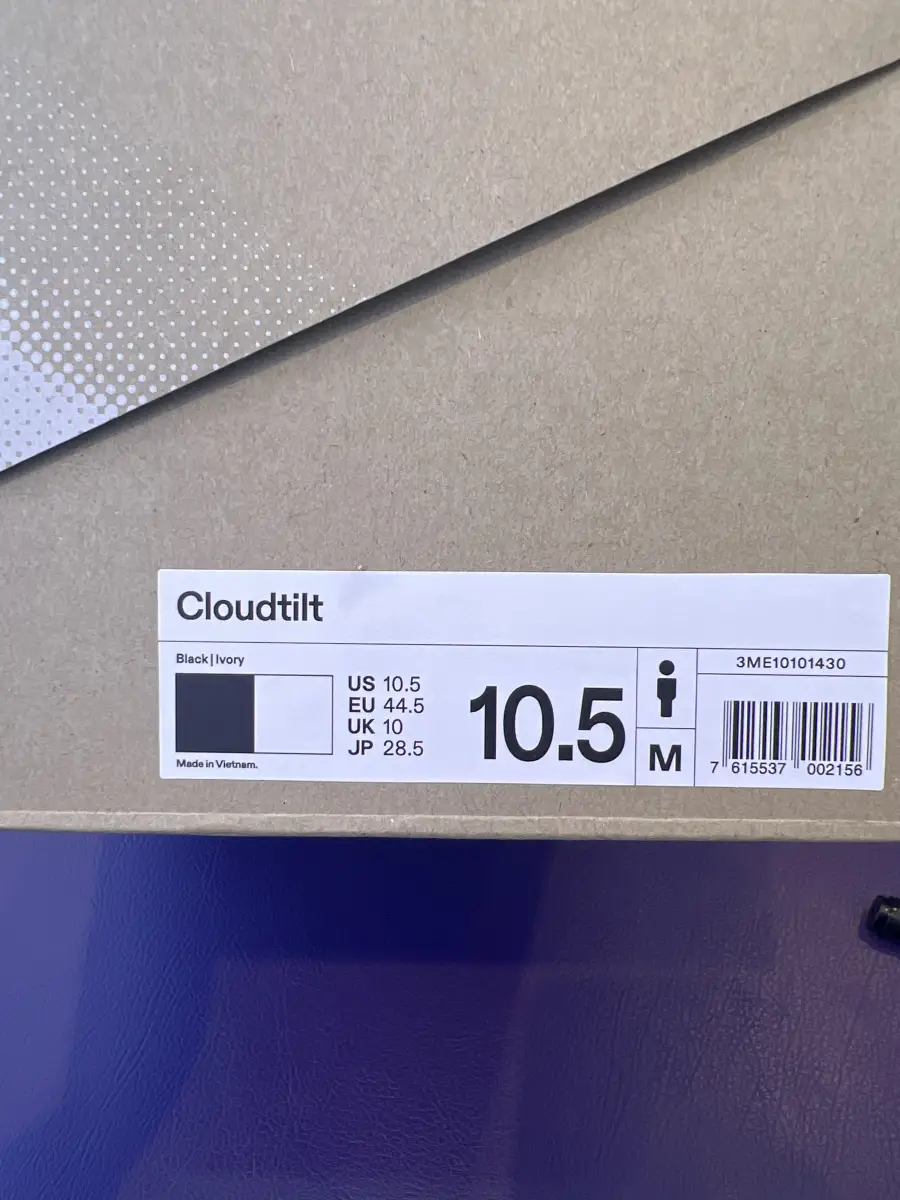 Cloudtilt
Black|Ivory
US 10.5
EU 44.5
UK 10
JP 28.5
Made in Vietnam.
10.5
M
3ME10101430
7 615537 002156